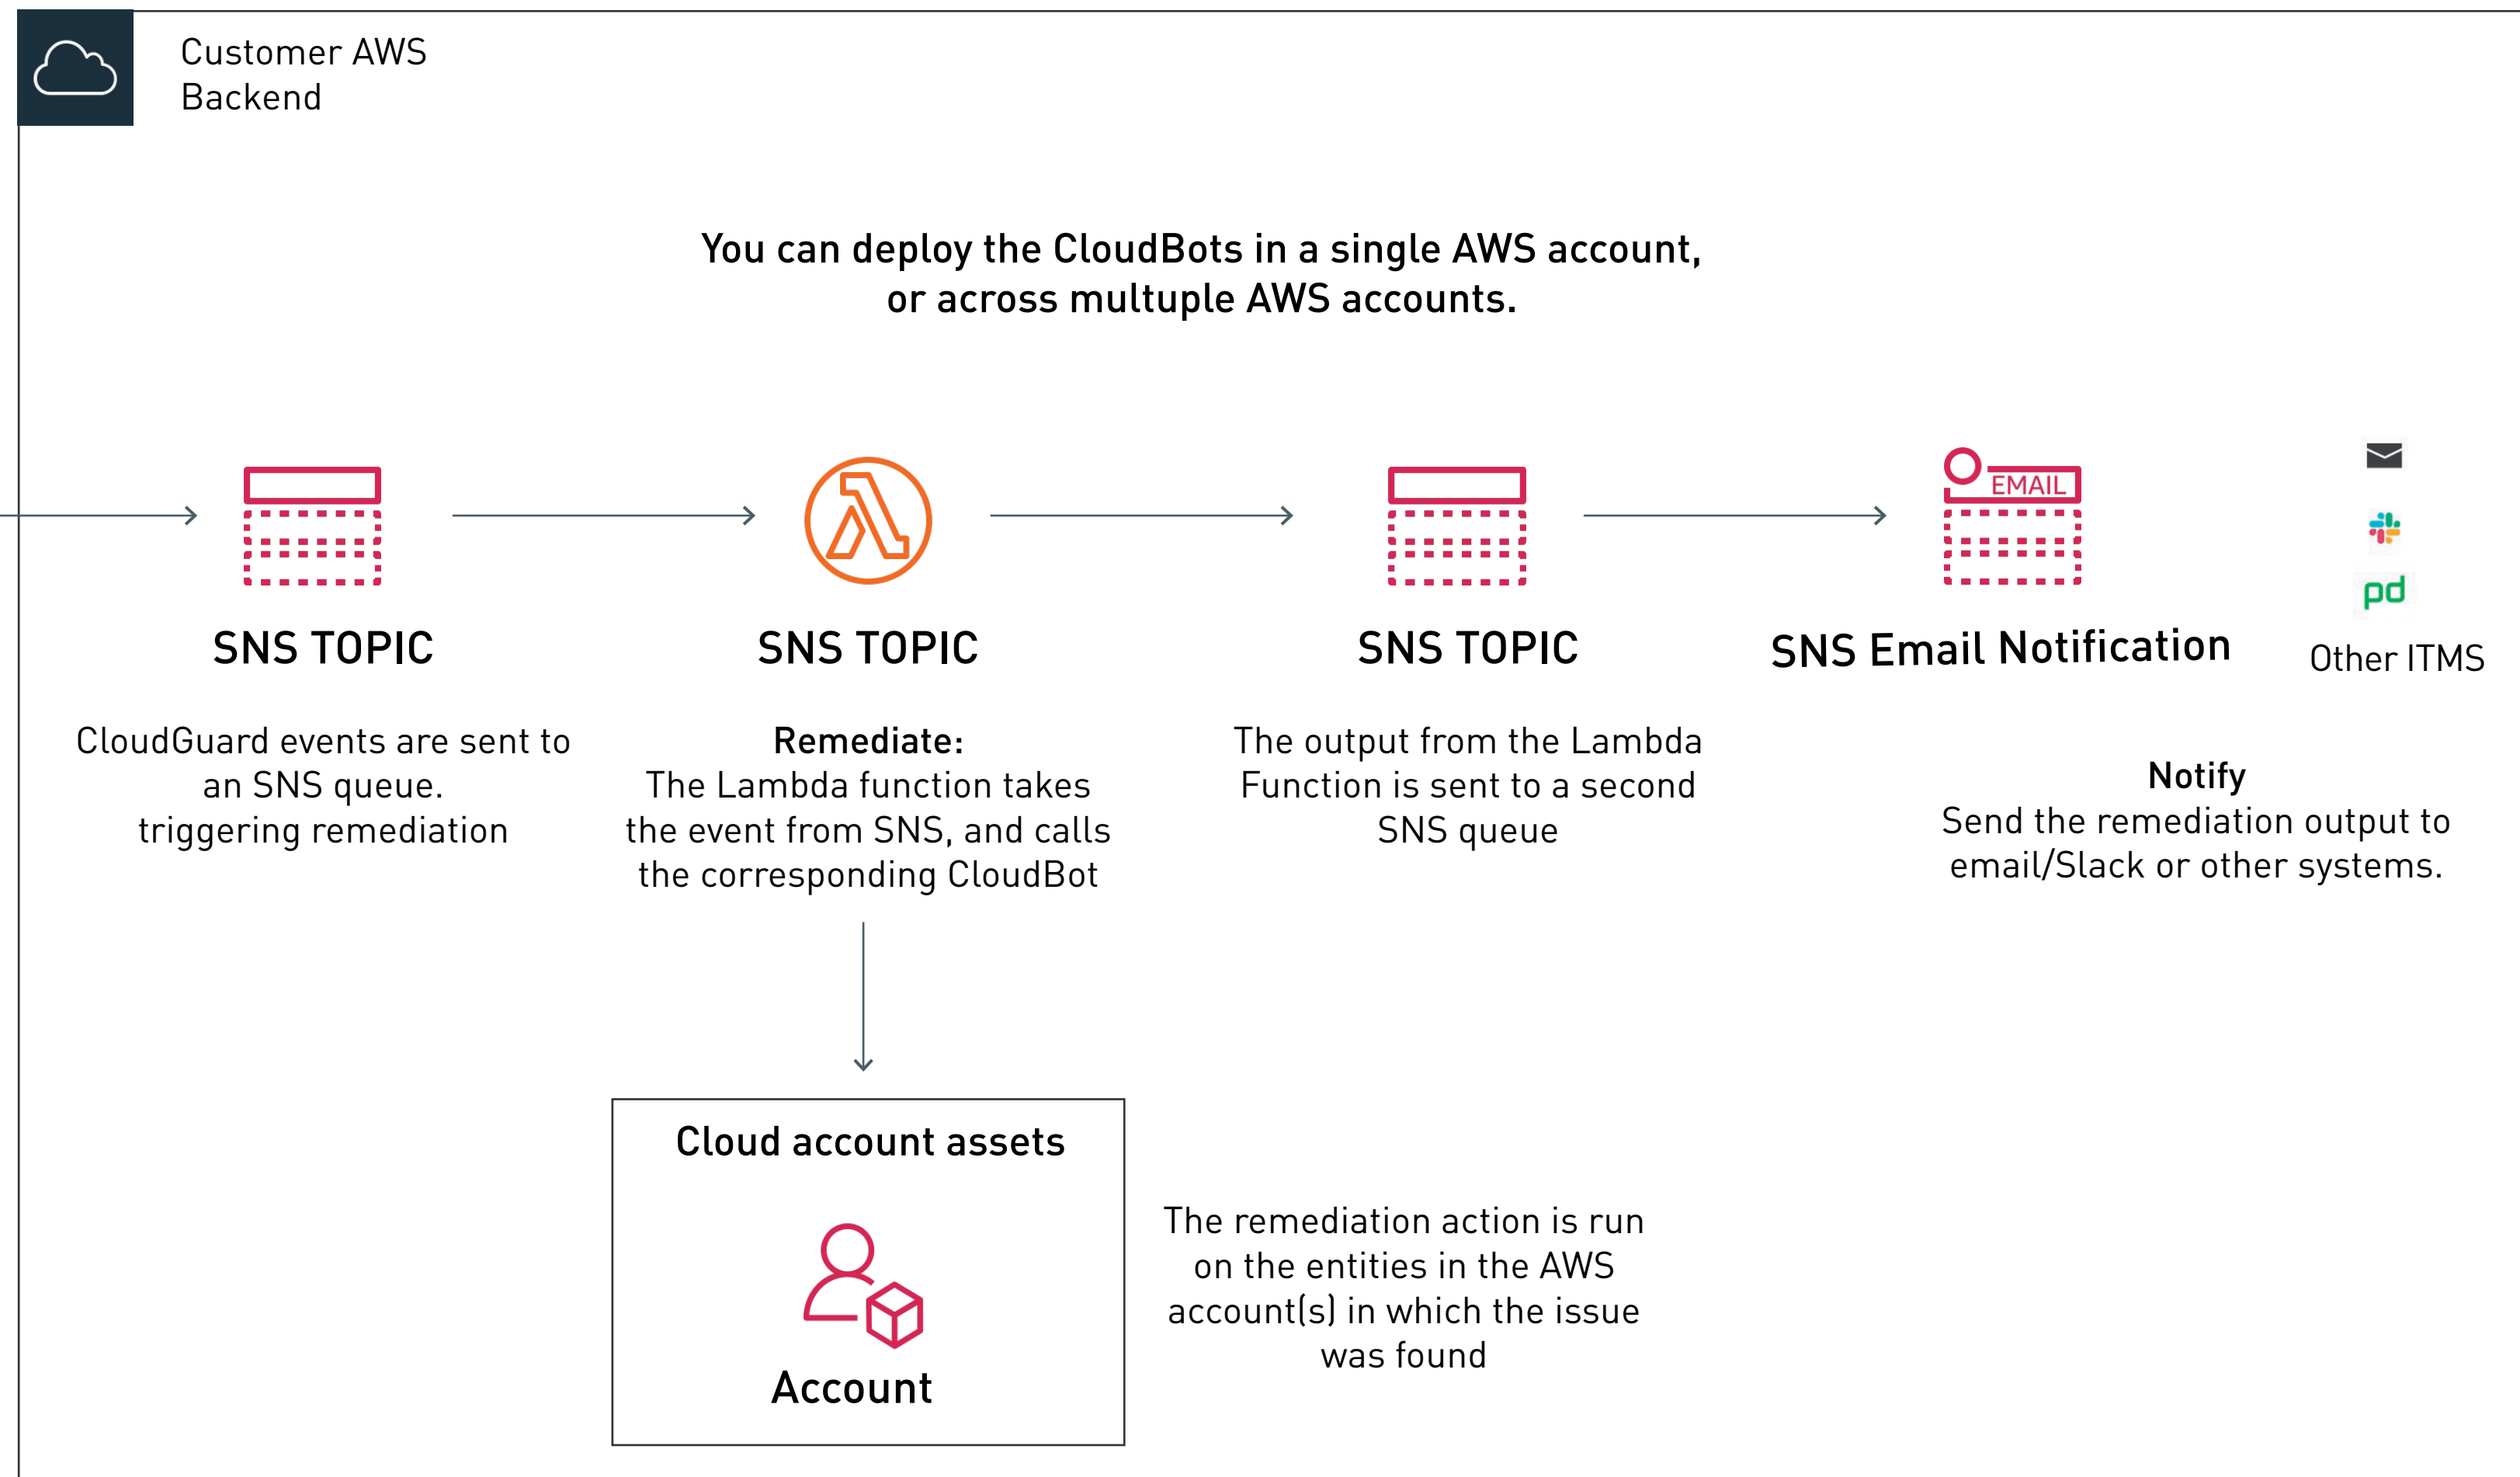 Customer AWS
Backend
You can deploy the CloudBots in a single AWS account,
or across multuple AWS accounts.
EMAIL
pd
SNS TOPIC
SNS TOPIC
SNS TOPIC
SNS Email Notification
Other ITMS
CloudGuard events are sent to
an SNS queue.
triggering remediation
Remediate:
The Lambda function takes
the event from SNS, and calls
the corresponding CloudBot
The output from the Lambda
Function is sent to a second
SNS queue
Notify
Send the remediation output to
email/Slack or other systems.
Cloud account assets
Account
The remediation action is run
on the entities in the AWS
account(s) in which the issue
was found